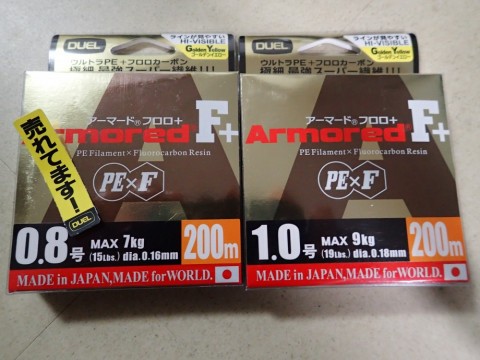 DUEL
ラインが見やすい
HI-VISIBLE
Golden Yellow
ゴールデンイエロー
ウルトラPE+フロロカーボン
極細 最強スーパー繊維!!!
アーマード®フロロ+
Armored® F+
PE Filament×Fluorocarbon Resin
PE×F
売れてます!
DUEL
0.8号
MAX 7kg
(15Lbs.) dia.0.16mm
200m
MADE in JAPAN,MADE for WORLD.
DUEL
ラインが見やすい
HI-VISIBLE
Golden Yellow
ゴールデンイエロー
ウルトラPE+フロロカーボン
極細 最強スーパー繊維!!!
アーマード®フロロ+
Armored® F+
PE Filament×Fluorocarbon Resin
PE×F
1.0号
MAX 9kg
(19Lbs.) dia.0.18mm
200m
MADE in JAPAN,MADE for WORLD.